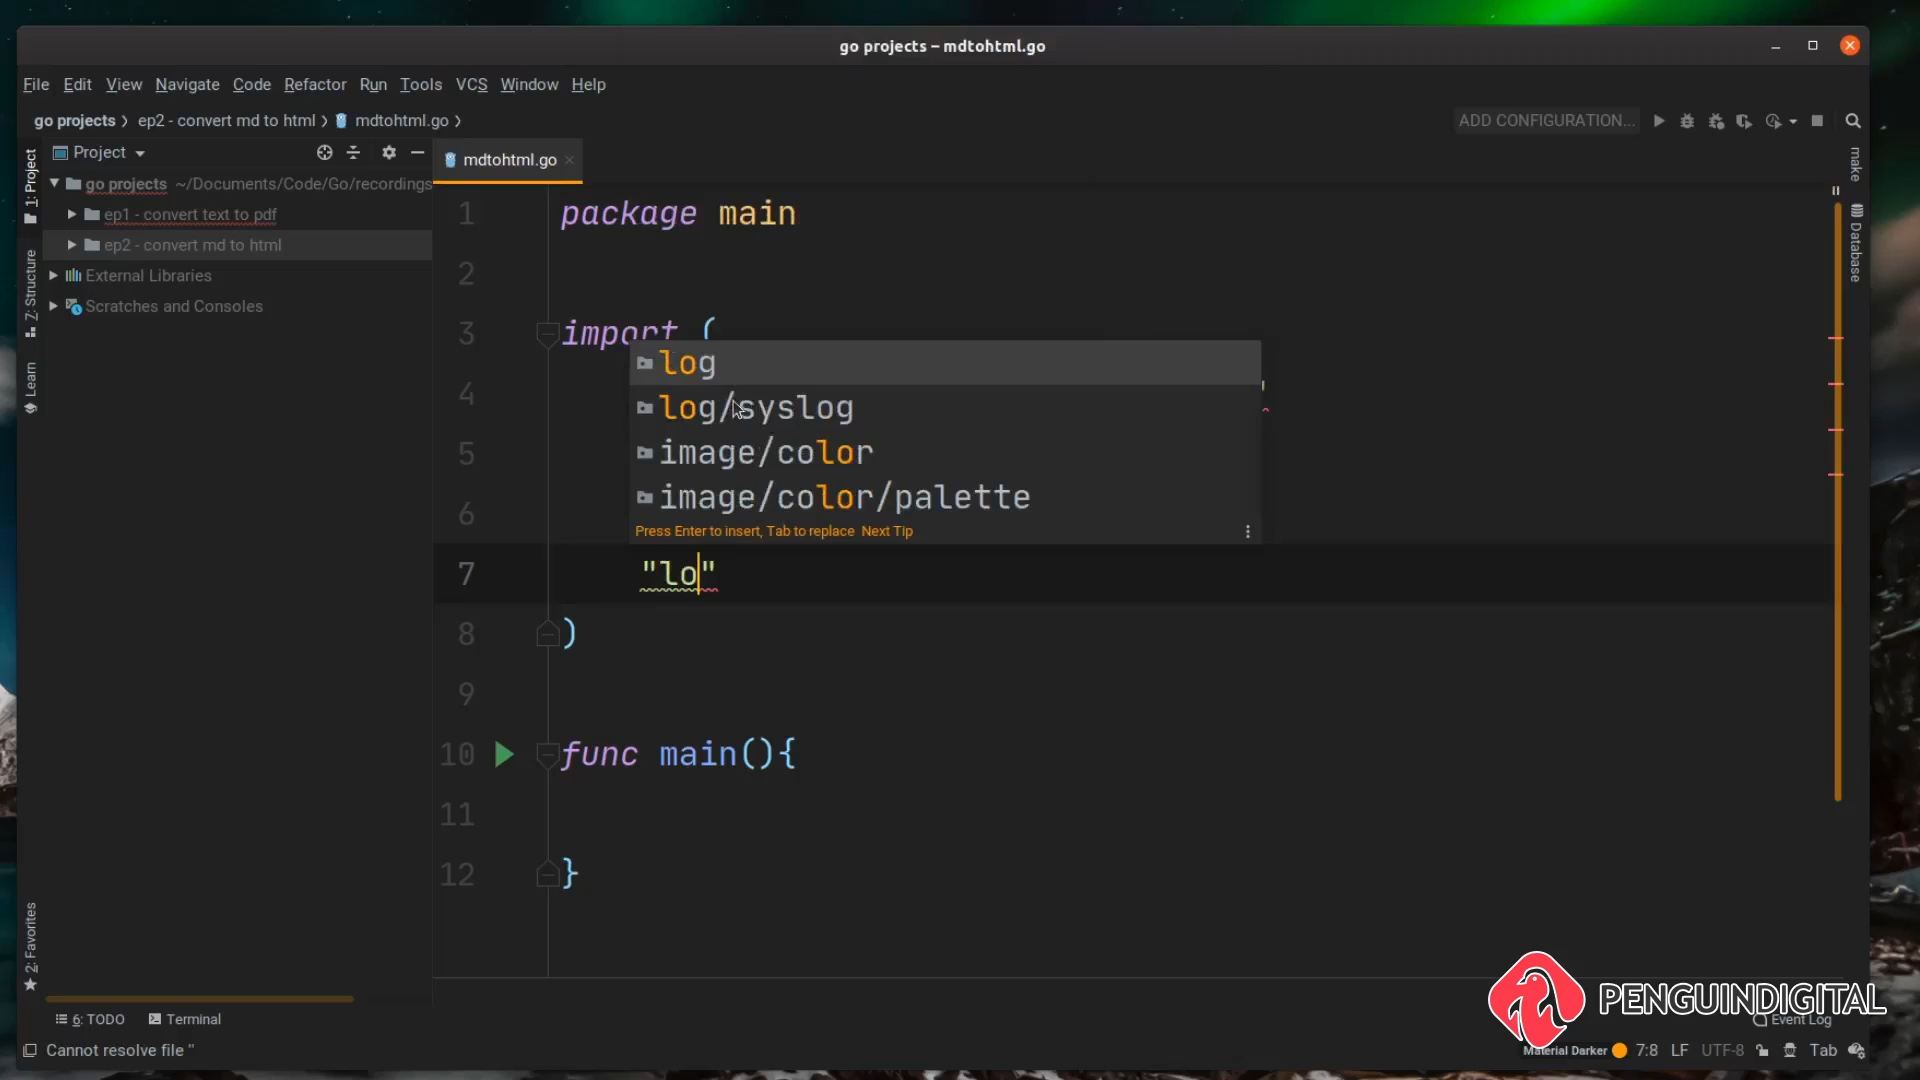 go projects – mdtohtml.go
File Edit View Navigate Code Refactor Run Tools VCS Window Help
go projects ep2 - convert md to html mdtohtml.go
ADD CONFIGURATION...
1: Project
Project
mdtohtml.go
make
go projects ~/Documents/Code/Go/recordings
ep1 - convert text to pdf
ep2 - convert md to html
External Libraries
Scratches and Consoles
7: Structure
Learn
2: Favorites
Database
1 package main
2
3 import (
4
5
6
7 "lo"
8 )
9
10 func main(){
11
12 }
log
log/syslog
image/color
image/color/palette
Press Enter to insert, Tab to replace Next Tip
PENGUINDIGITAL
6: TODO Terminal
Event Log
Cannot resolve file "
Material Darker 7:8 LF UTF-8 Tab